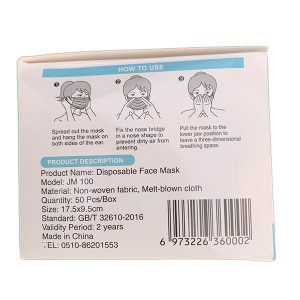 HOW TO USE
1 2 3
Spread out the mask
and hang the mask on
both sides of the ear.
Fix the nose bridge
in a nose shape to
prevent dirty air from
entering.
Pull the mask to the
lower jaw position to
leave a three-dimensional
breathing space.
PRODUCT DESCRIPTION
Product Name: Disposable Face Mask
Model: JM 100
Material: Non-woven fabric, Melt-blown cloth
Quantity: 50 Pcs/Box
Size: 17.5x9.5cm
Standard: GB/T 32610-2016
Validity Period: 2 years
Made in China
TEL: 0510-86201553
6 973226 360002